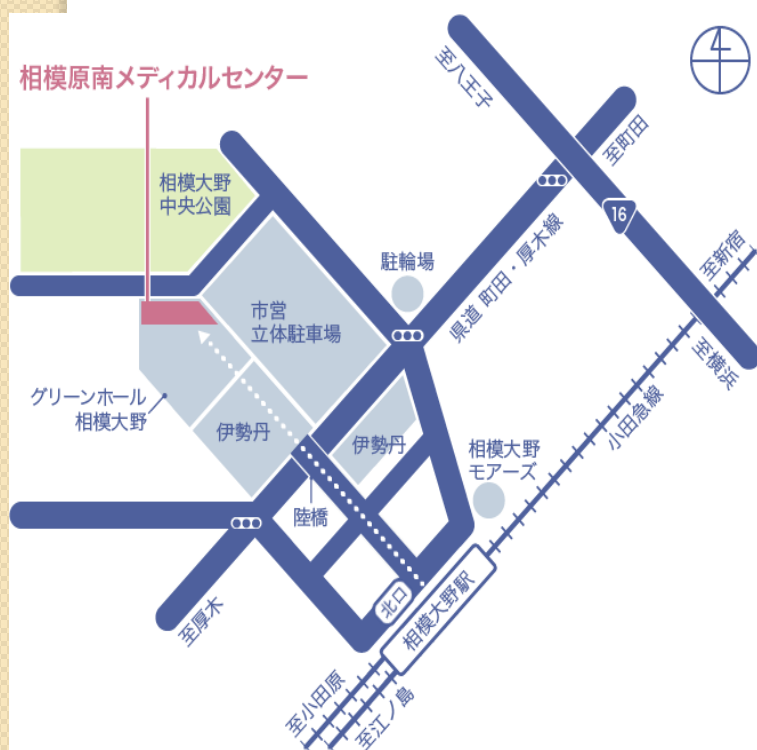 相模原南メディカルセンター
至八王子
至町田
相模大野
中央公園
16
駐輪場
県道 町田・厚木線
至新宿
市営
立体駐車場
至横浜
グリーンホール
相模大野
小田急線
伊勢丹
伊勢丹
相模大野
モアーズ
陸橋
北口
相模大野駅
至厚木
至小田原
至江ノ島